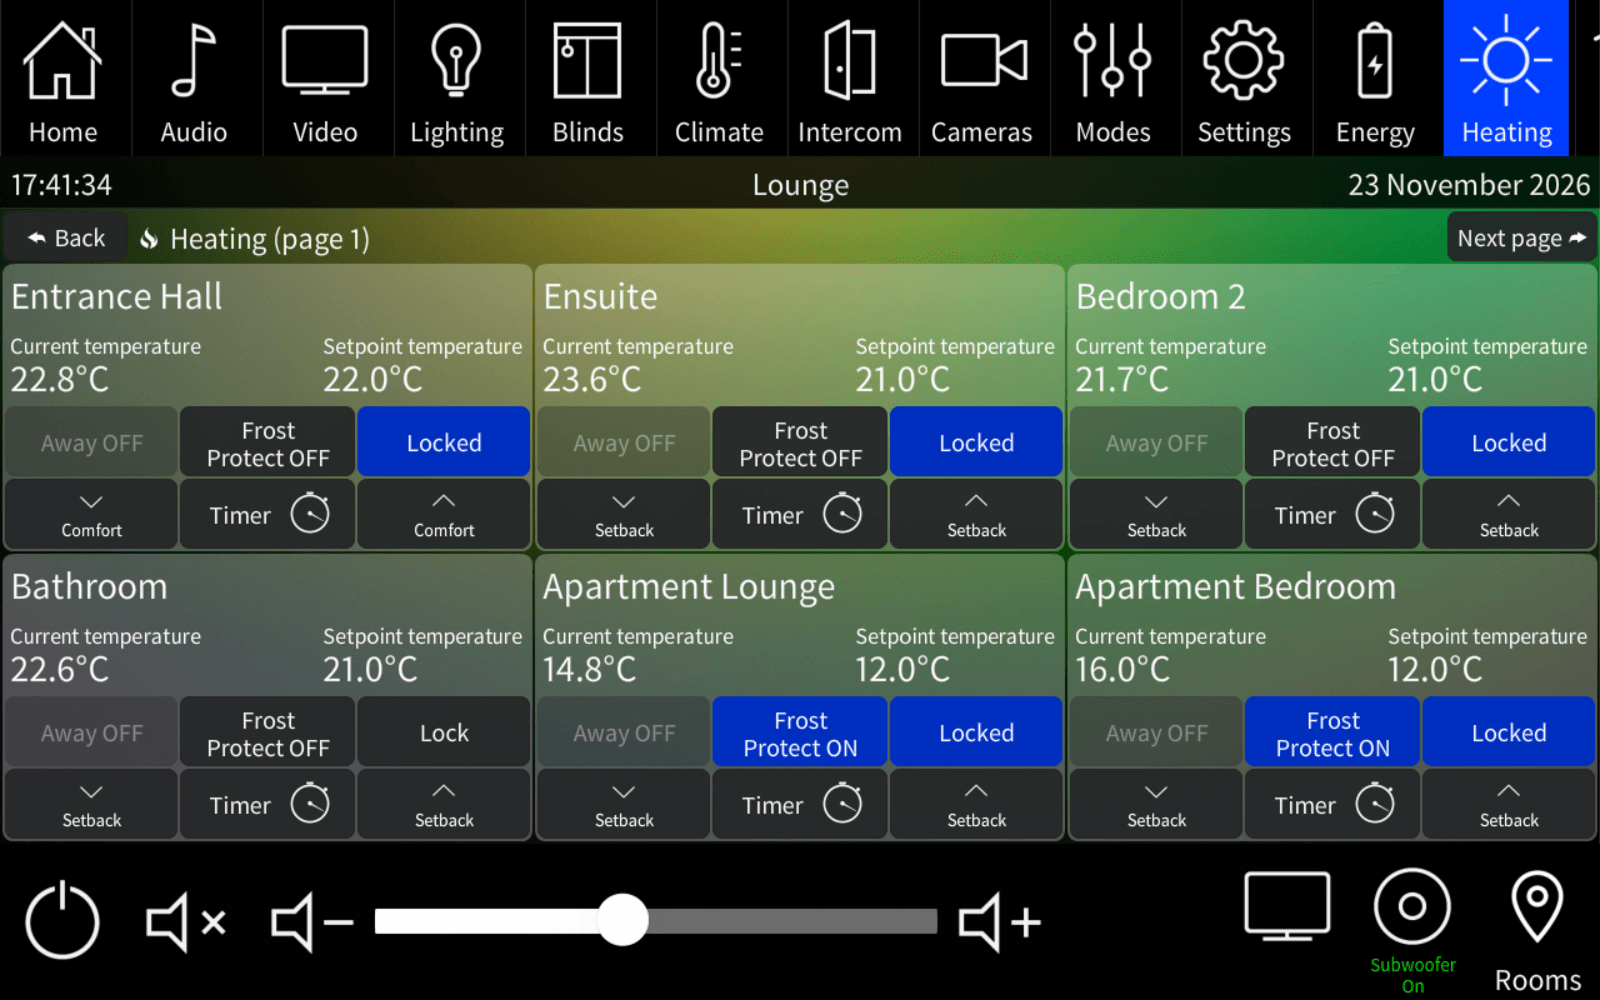 Home Audio Video Lighting Blinds Climate Intercom Cameras Modes Settings Energy Heating
17:41:34 Lounge 23 November 2026
Back Heating (page 1) Next page
Entrance Hall
Current temperature Setpoint temperature
22.8°C 22.0°C
Away OFF Frost Protect OFF Locked
Comfort Timer Comfort
Ensuite
Current temperature Setpoint temperature
23.6°C 21.0°C
Away OFF Frost Protect OFF Locked
Setback Timer Setback
Bedroom 2
Current temperature Setpoint temperature
21.7°C 21.0°C
Away OFF Frost Protect OFF Locked
Setback Timer Setback
Bathroom
Current temperature Setpoint temperature
22.6°C 21.0°C
Away OFF Frost Protect OFF Lock
Setback Timer Setback
Apartment Lounge
Current temperature Setpoint temperature
14.8°C 12.0°C
Away OFF Frost Protect ON Locked
Setback Timer Setback
Apartment Bedroom
Current temperature Setpoint temperature
16.0°C 12.0°C
Away OFF Frost Protect ON Locked
Setback Timer Setback
Subwoofer
On
Rooms